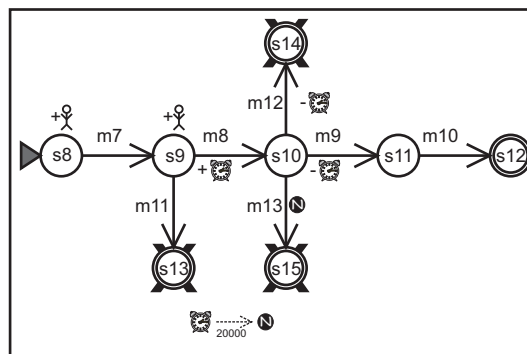 s14
m12 -
+ +
s8 m7 s9 m8 s10 m9 s11 m10 s12
+ -
m11 m13 N
s13 s15
N
20000